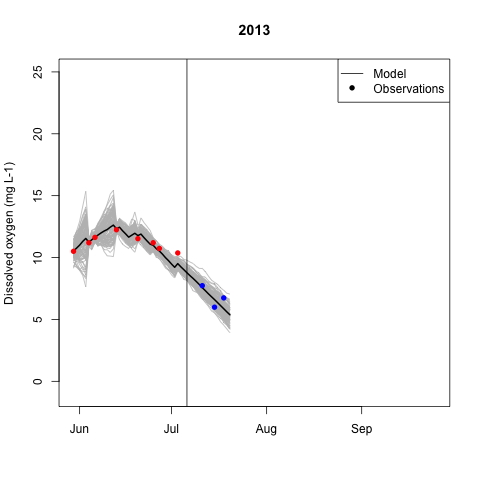 2013
Model
Observations
Dissolved oxygen (mg L-1)
25
20
15
10
5
0
Jun
Jul
Aug
Sep